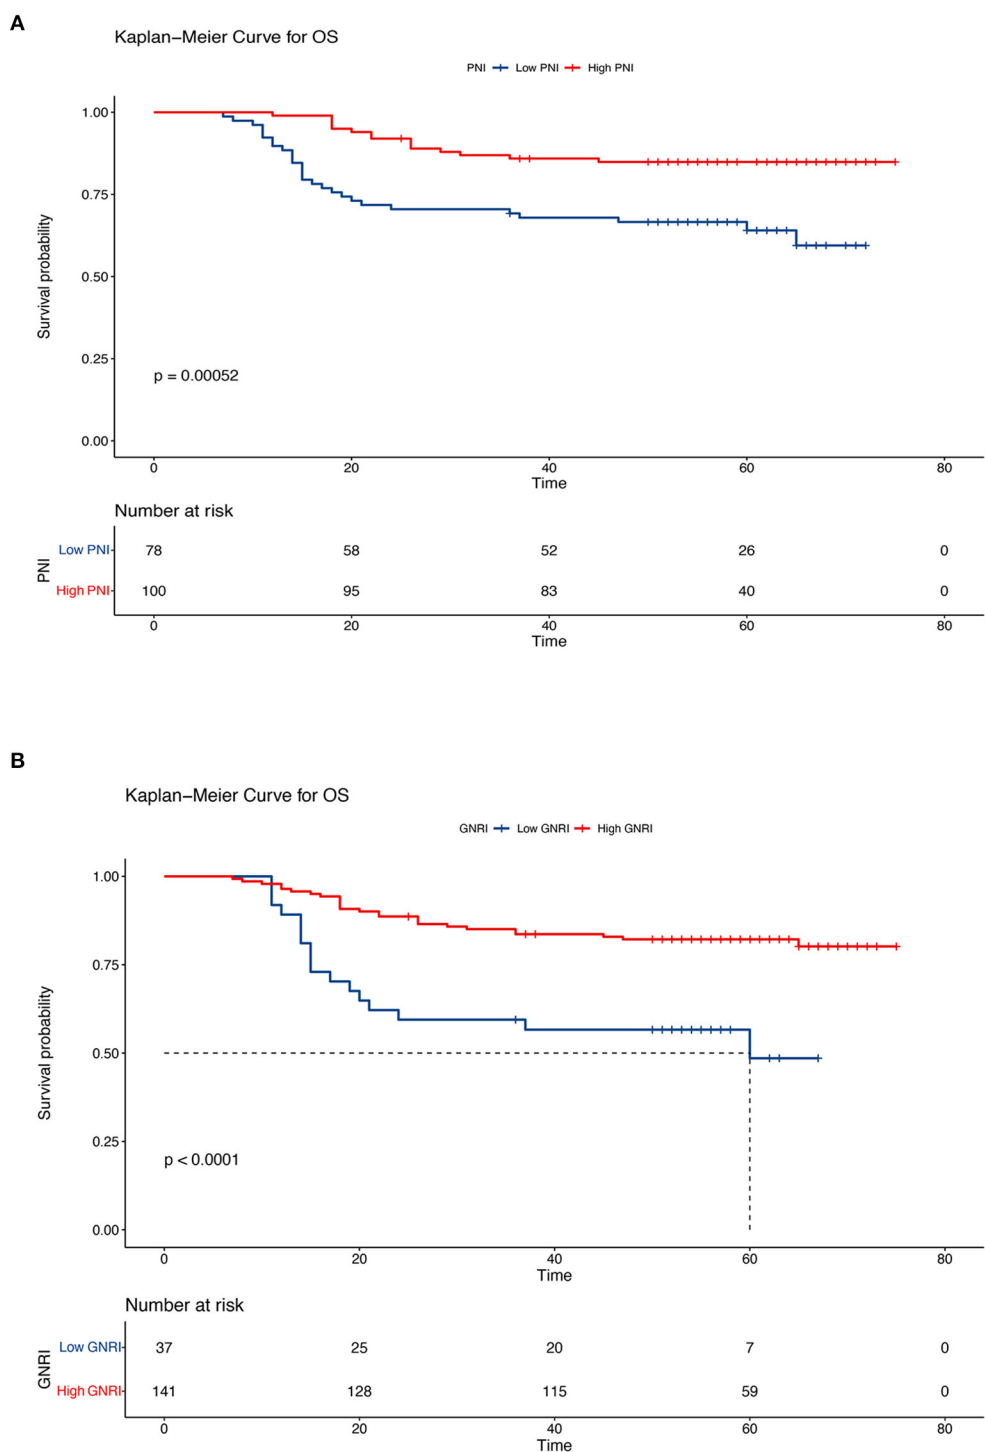 A
Kaplan–Meier Curve for OS
PNI Low PNI High PNI
1.00
0.75
0.50
0.25
0.00
Survival probability
p = 0.00052
0 20 40 60 80
Time
Number at risk
PNI
Low PNI 78 58 52 26 0
High PNI 100 95 83 40 0
0 20 40 60 80
Time
B
Kaplan–Meier Curve for OS
GNRI Low GNRI High GNRI
1.00
0.75
0.50
0.25
0.00
Survival probability
p < 0.0001
0 20 40 60 80
Time
Number at risk
GNRI
Low GNRI 37 25 20 7 0
High GNRI 141 128 115 59 0
0 20 40 60 80
Time